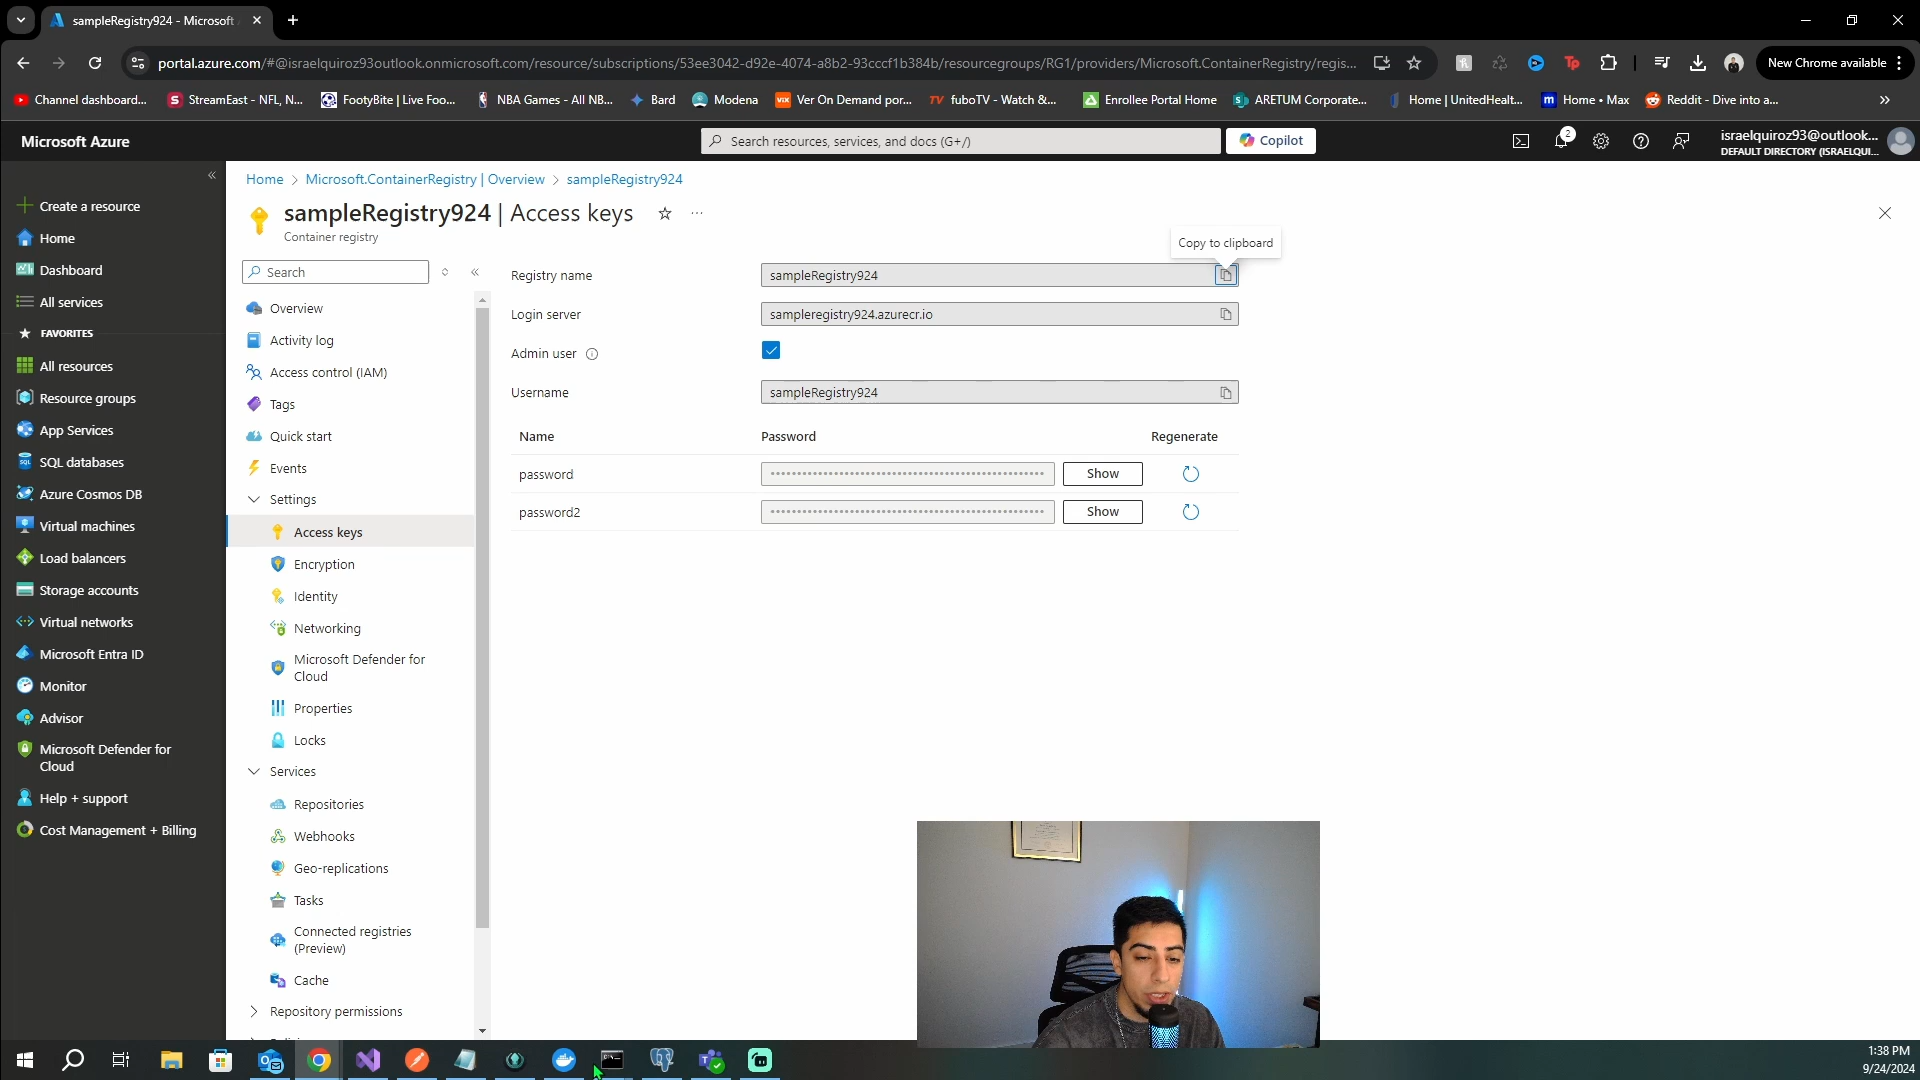 sampleRegistry924 - Microsoft
portal.azure.com/#@israelquiroz93outlook.onmicrosoft.com/resource/subscriptions/53ee3042-d92e-4074-a8b2-93cccf1b384b/resourcegroups/RG1/providers/Microsoft.ContainerRegistry/regis...
New Chrome available
Channel dashboard...
StreamEast - NFL, N...
FootyBite | Live Foo...
NBA Games - All NB...
Bard
Modena
VIX
Ver On Demand por...
TV
fuboTV - Watch &...
Enrollee Portal Home
ARETUM Corporate...
Home | UnitedHealt...
m
Home • Max
Reddit - Dive into a...
Microsoft Azure
Search resources, services, and docs (G+/)
Copilot
2
israelquiroz93@outlook...
DEFAULT DIRECTORY (ISRAELQUI...
Create a resource
Home
Dashboard
All services
FAVORITES
All resources
Resource groups
App Services
SQL databases
Azure Cosmos DB
Virtual machines
Load balancers
Storage accounts
Virtual networks
Microsoft Entra ID
Monitor
Advisor
Microsoft Defender for
Cloud
Help + support
Cost Management + Billing
Home > Microsoft.ContainerRegistry | Overview > sampleRegistry924
sampleRegistry924 | Access keys
Container registry
Search
Overview
Activity log
Access control (IAM)
Tags
Quick start
Events
Settings
Access keys
Encryption
Identity
Networking
Microsoft Defender for
Cloud
Properties
Locks
Services
Repositories
Webhooks
Geo-replications
Tasks
Connected registries
(Preview)
Cache
Repository permissions
Copy to clipboard
Registry name
sampleRegistry924
Login server
sampleregistry924.azurecr.io
Admin user
Username
sampleRegistry924
Name Password Regenerate
password
Show
password2
Show
1:38 PM
9/24/2024